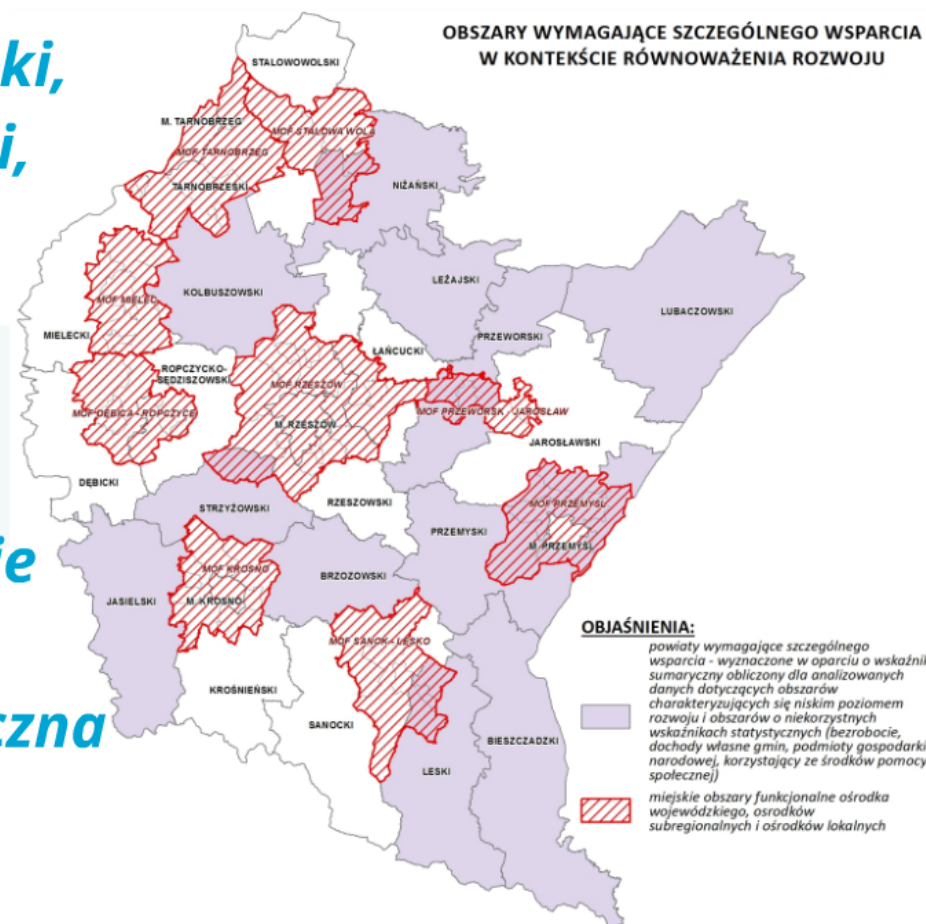 OBSZARY WYMAGAJĄCE SZCZEGÓLNEGO WSPARCIA
W KONTEKŚCIE RÓWNOWAŻENIA ROZWOJU
ki,
i,
ie
czna
STALOWOWOLSKI
M. TARNOBRZEG
MOF STALOWA WOLA
MOF TARNOBRZEG
TARNOBRZESKI
NIŻAŃSKI
KOLBUSZOWSKI
LEŻAJSKI
MOF MIELEC
LUBACZOWSKI
MIELECKI
PRZEWORSKI
ŁAŃCUCKI
ROPCZYCKO-
SĘDZISZOWSKI
MOF RZESZÓW
MOF DĘBICA - ROPCZYCE
MOF PRZEWORSK - JAROSŁAW
M. RZESZÓW
JAROSŁAWSKI
DĘBICKI
RZESZOWSKI
STRZYŻOWSKI
MOF PRZEMYŚL
PRZEMYSKI
M. PRZEMYŚL
MOF KROSNO
BRZOZOWSKI
JASIELSKI
M. KROSNO
MOF SANOK - LESKO
KROŚNIEŃSKI
SANOCKI
BIESZCZADZKI
LESKI
OBJAŚNIENIA:
powiaty wymagające szczególnego
wsparcia - wyznaczone w oparciu o wskaźnik
sumaryczny obliczony dla analizowanych
danych dotyczących obszarów
charakteryzujących się niskim poziomem
rozwoju i obszarów o niekorzystnych
wskaźnikach statystycznych (bezrobocie,
dochody własne gmin, podmioty gospodarki
narodowej, korzystający ze środków pomocy
społecznej)
miejskie obszary funkcjonalne ośrodka
wojewódzkiego, osrodków
subregionalnych i ośrodków lokalnych